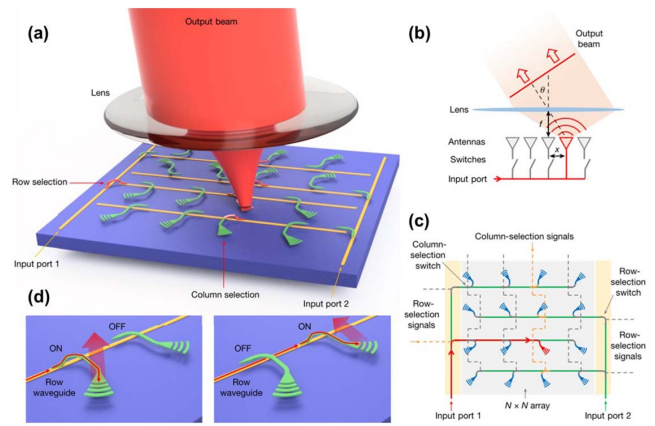 (a)
Output beam
Lens
Row selection
Input port 1
Column selection
Input port 2
(b)
Output
beam
θ
Lens
f
Antennas
x
Switches
Input port
(c)
Column-selection signals
Column-
selection
switch
Row-
selection
switch
Row-
selection
signals
Row-
selection
signals
N × N array
Input port 1
Input port 2
(d)
OFF
ON
Row
waveguide
ON
OFF
Row
waveguide